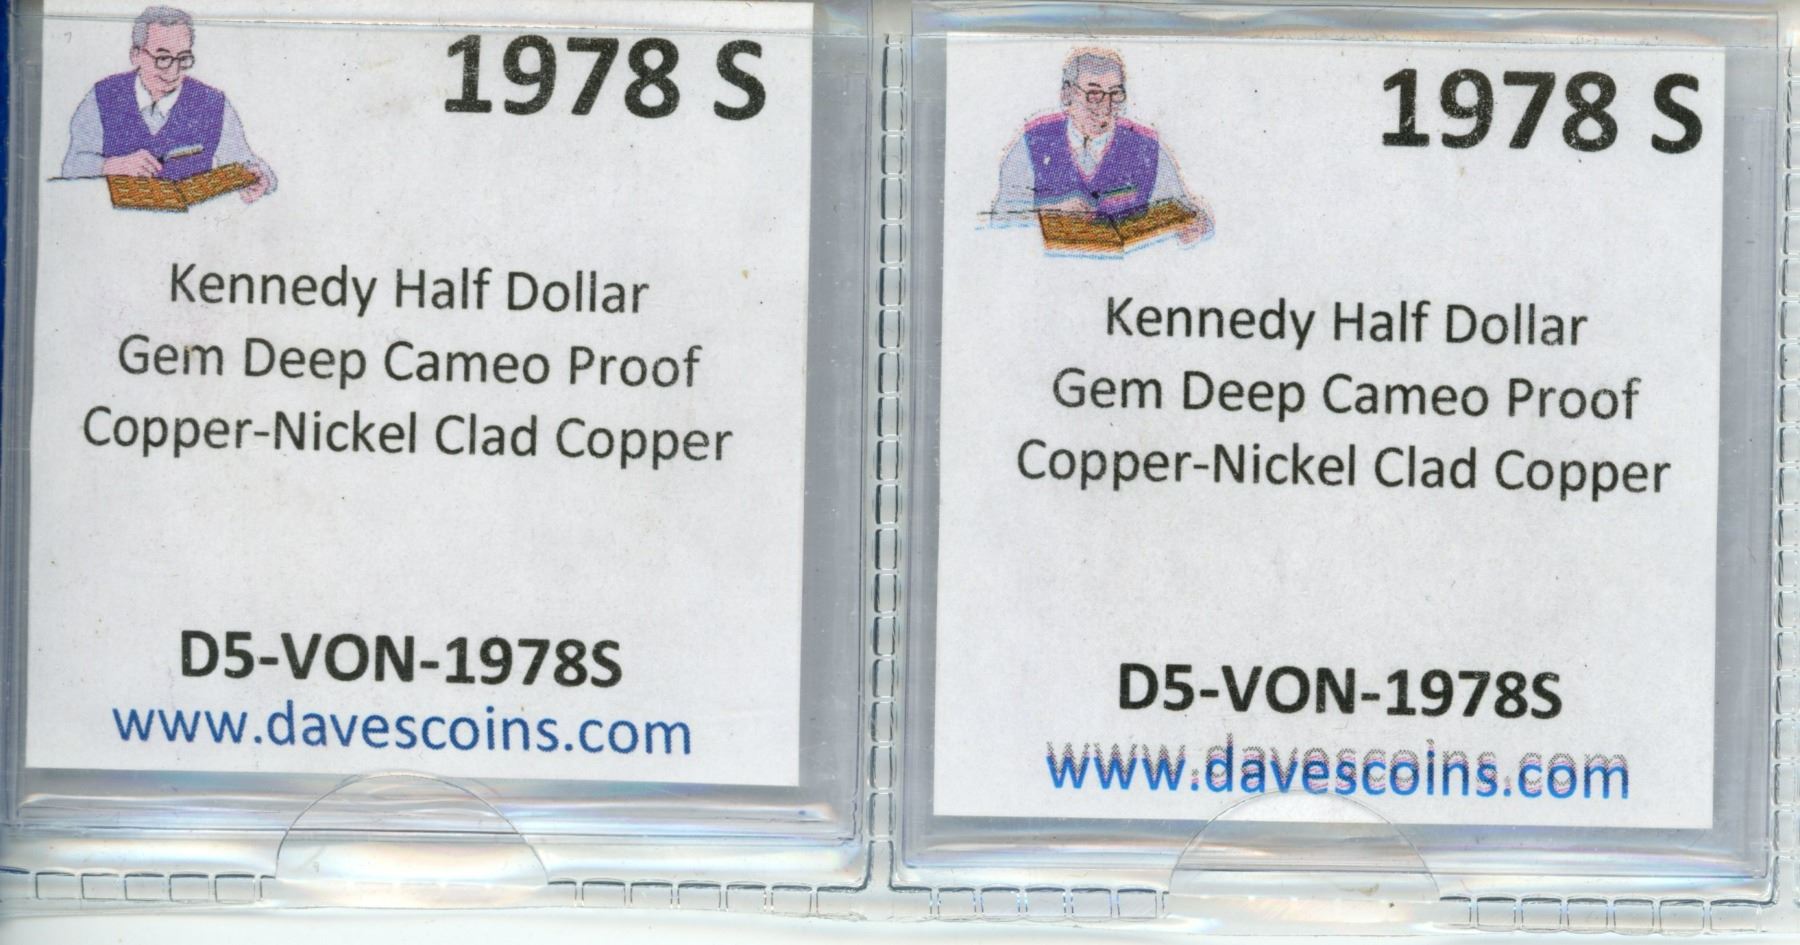 1978 S
Kennedy Half Dollar
Gem Deep Cameo Proof
Copper-Nickel Clad Copper
D5-VON-1978S
www.davescoins.com
1978 S
Kennedy Half Dollar
Gem Deep Cameo Proof
Copper-Nickel Clad Copper
D5-VON-1978S
www.davescoins.com